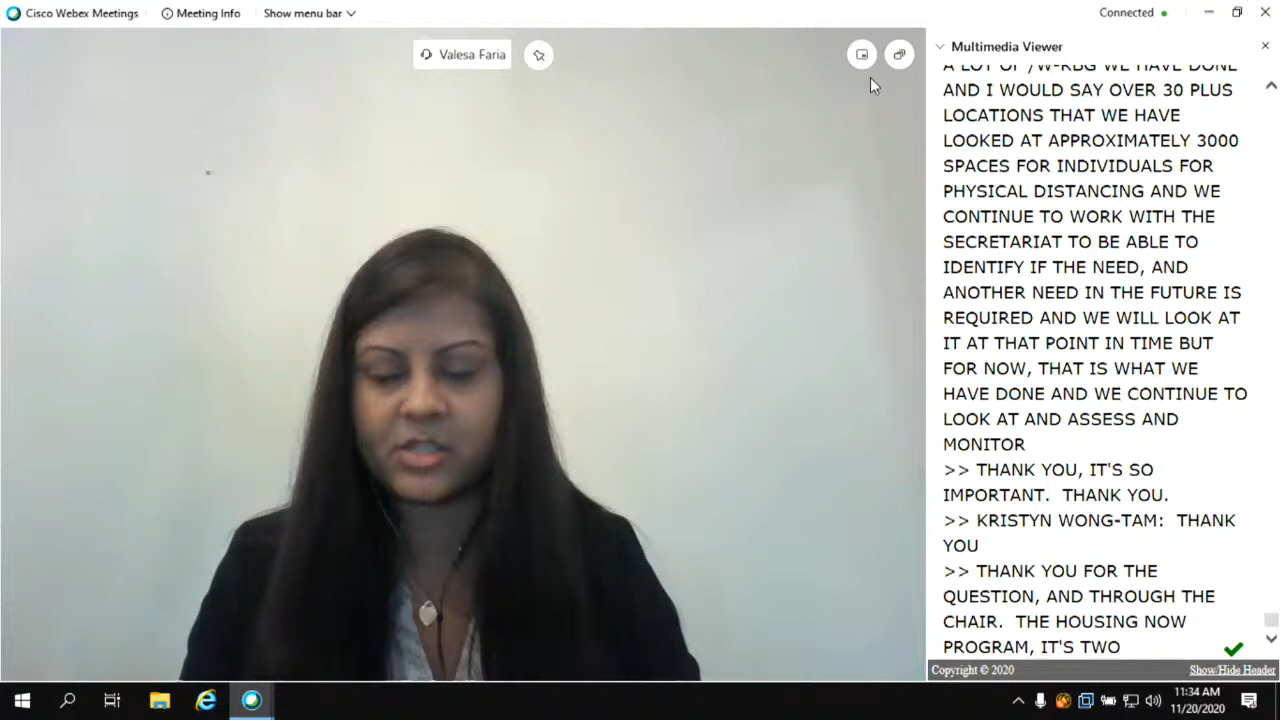 Cisco Webex Meetings Meeting Info Show menu bar Connected
Valesa Faria
Multimedia Viewer
A LOT OF /W-RBG WE HAVE DONE
AND I WOULD SAY OVER 30 PLUS
LOCATIONS THAT WE HAVE
LOOKED AT APPROXIMATELY 3000
SPACES FOR INDIVIDUALS FOR
PHYSICAL DISTANCING AND WE
CONTINUE TO WORK WITH THE
SECRETARIAT TO BE ABLE TO
IDENTIFY IF THE NEED, AND
ANOTHER NEED IN THE FUTURE IS
REQUIRED AND WE WILL LOOK AT
IT AT THAT POINT IN TIME BUT
FOR NOW, THAT IS WHAT WE
HAVE DONE AND WE CONTINUE TO
LOOK AT AND ASSESS AND
MONITOR
>> THANK YOU, IT'S SO
IMPORTANT. THANK YOU.
>> KRISTYN WONG-TAM: THANK
YOU
>> THANK YOU FOR THE
QUESTION, AND THROUGH THE
CHAIR. THE HOUSING NOW
PROGRAM, IT'S TWO
Copyright © 2020 Show/Hide Header
11:34 AM
11/20/2020